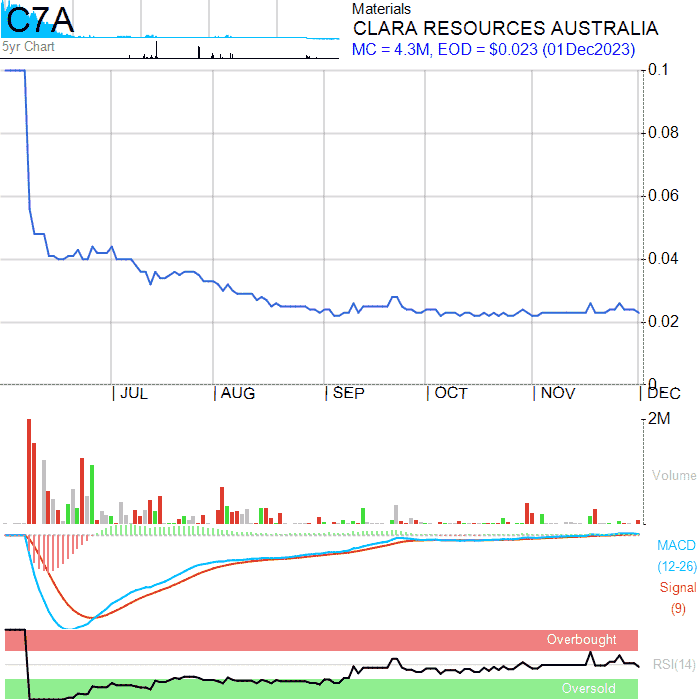 C7A
5yr Chart
Materials
CLARA RESOURCES AUSTRALIA
MC = 4.3M, EOD = $0.023 (01Dec2023)
0.1
0.08
0.06
0.04
0.02
0
JUL AUG SEP OCT NOV DEC
2M
Volume
MACD
(12-26)
Signal
(9)
Overbought
RSI(14)
Oversold